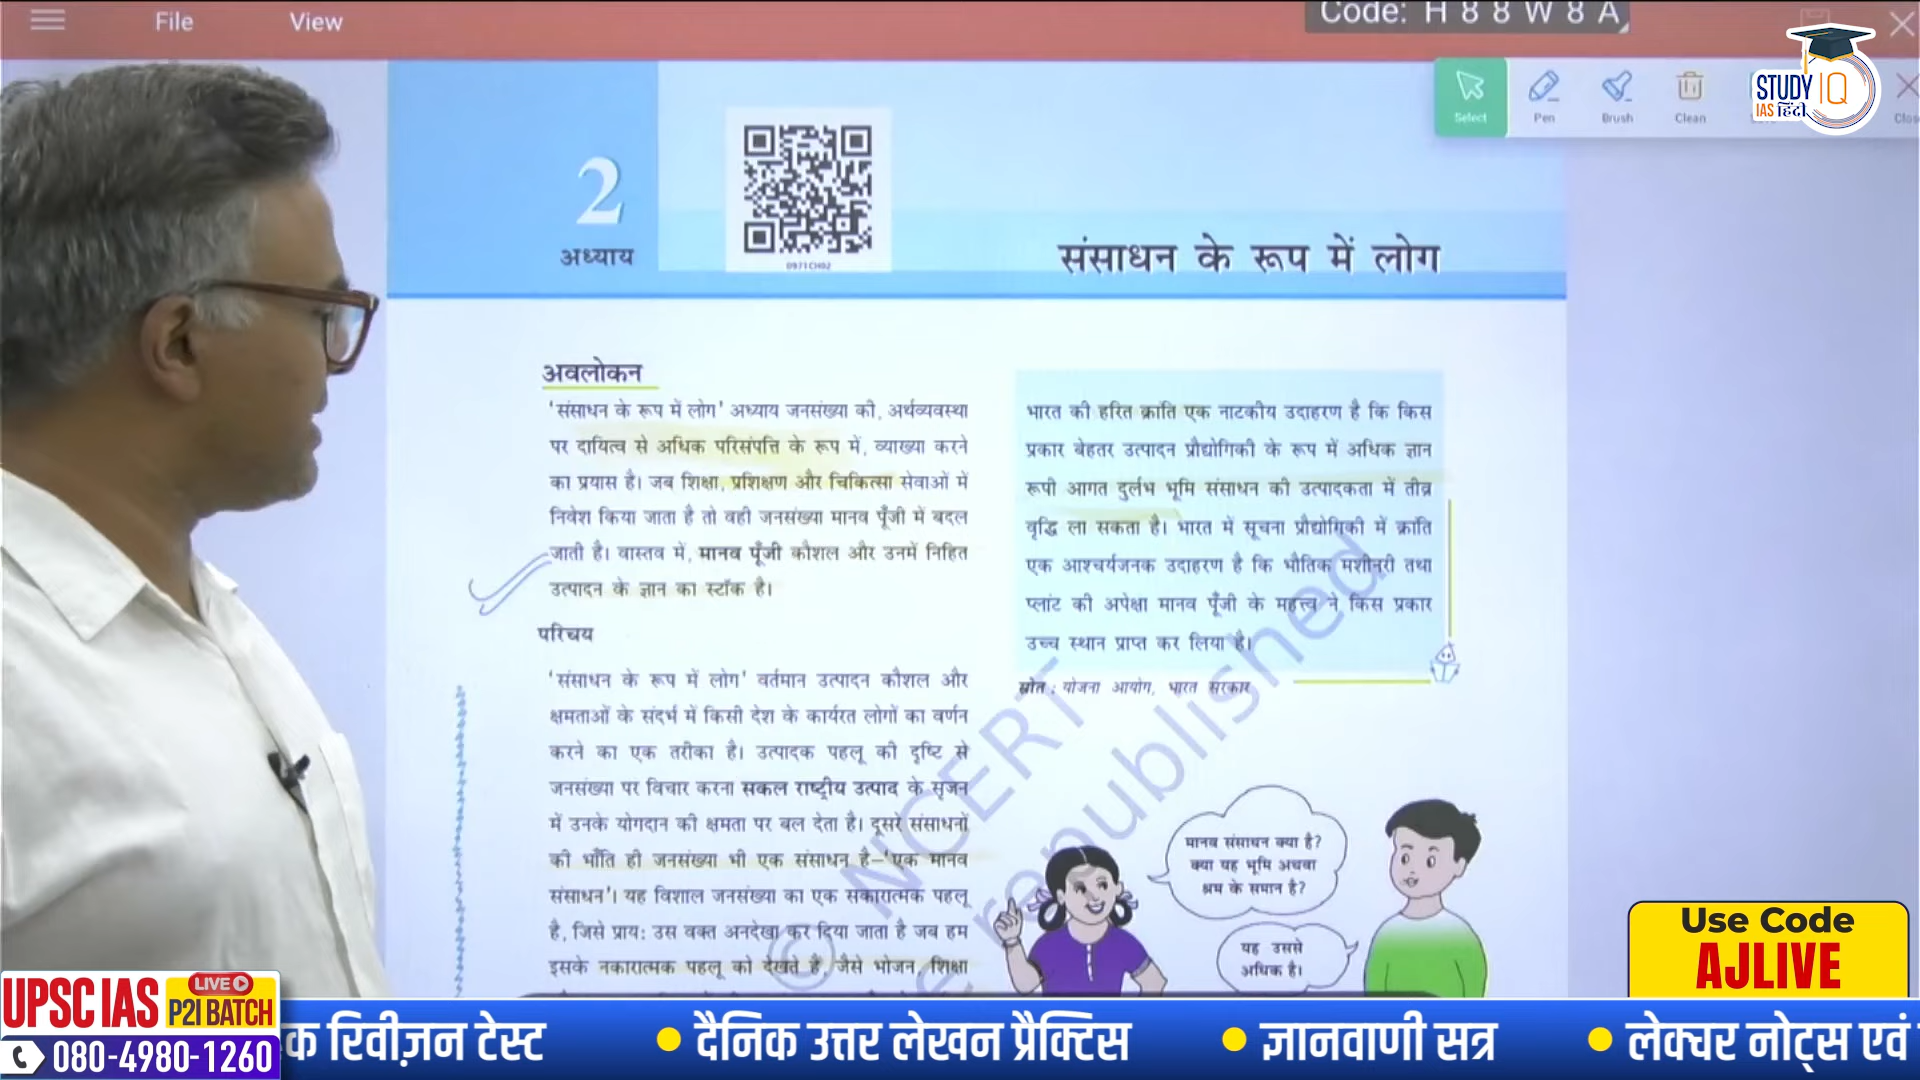 File
View
Code: H 8 8 W 8 A
Select
Pen
Brush
Clean
STUDY IQ
IAS हिंदी
2
अध्याय
0971CH02
संसाधन के रूप में लोग
अवलोकन
'संसाधन के रूप में लोग' अध्याय जनसंख्या की, अर्थव्यवस्था
पर दायित्व से अधिक परिसंपत्ति के रूप में, व्याख्या करने
का प्रयास है। जब शिक्षा, प्रशिक्षण और चिकित्सा सेवाओं में
निवेश किया जाता है तो वही जनसंख्या मानव पूँजी में बदल
जाती है। वास्तव में, मानव पूँजी कौशल और उनमें निहित
उत्पादन के ज्ञान का स्टॉक है।
परिचय
'संसाधन के रूप में लोग' वर्तमान उत्पादन कौशल और
क्षमताओं के संदर्भ में किसी देश के कार्यरत लोगों का वर्णन
करने का एक तरीका है। उत्पादक पहलू की दृष्टि से
जनसंख्या पर विचार करना सकल राष्ट्रीय उत्पाद के सृजन
में उनके योगदान की क्षमता पर बल देता है। दूसरे संसाधनों
की भाँति ही जनसंख्या भी एक संसाधन है–'एक मानव
संसाधन'। यह विशाल जनसंख्या का एक सकारात्मक पहलू
है, जिसे प्राय: उस वक्त अनदेखा कर दिया जाता है जब हम
इसके नकारात्मक पहलू को देखते हैं, जैसे भोजन, शिक्षा
भारत की हरित क्रांति एक नाटकीय उदाहरण है कि किस
प्रकार बेहतर उत्पादन प्रौद्योगिकी के रूप में अधिक ज्ञान
रूपी आगत दुर्लभ भूमि संसाधन की उत्पादकता में तीव्र
वृद्धि ला सकता है। भारत में सूचना प्रौद्योगिकी में क्रांति
एक आश्चर्यजनक उदाहरण है कि भौतिक मशीनरी तथा
प्लांट की अपेक्षा मानव पूँजी के महत्त्व ने किस प्रकार
उच्च स्थान प्राप्त कर लिया है।
स्रोत : योजना आयोग, भारत सरकार
© NCERT
republished
मानव संसाधन क्या है?
क्या यह भूमि अथवा
श्रम के समान है?
यह उससे
अधिक है।
Use Code
AJLIVE
UPSC IAS LIVE
P2I BATCH
080-4980-1260
क रिवीज़न टेस्ट
दैनिक उत्तर लेखन प्रैक्टिस
ज्ञानवाणी सत्र
लेक्चर नोट्स एवं